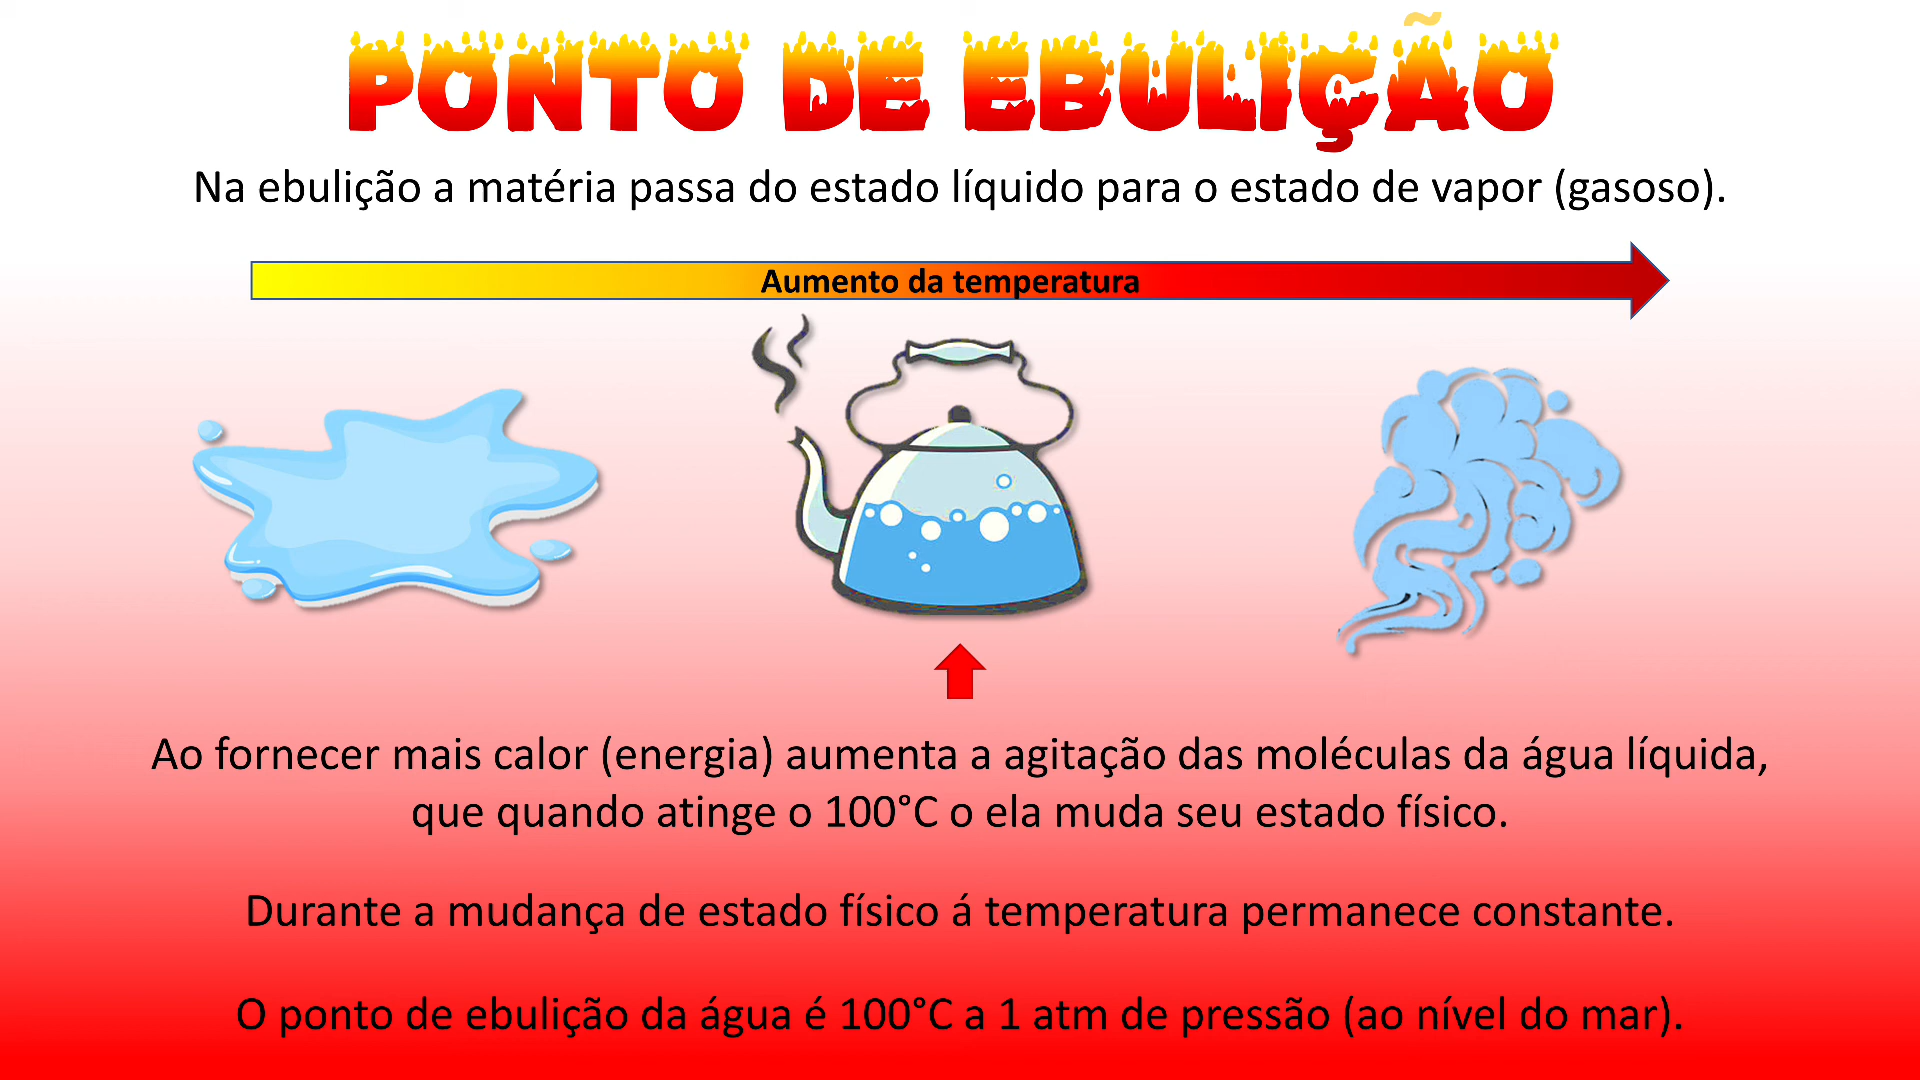 PONTO DE EBULIÇÃO
Na ebulição a matéria passa do estado líquido para o estado de vapor (gasoso).
Aumento da temperatura
Ao fornecer mais calor (energia) aumenta a agitação das moléculas da água líquida,
que quando atinge o 100°C o ela muda seu estado físico.
Durante a mudança de estado físico á temperatura permanece constante.
O ponto de ebulição da água é 100°C a 1 atm de pressão (ao nível do mar).